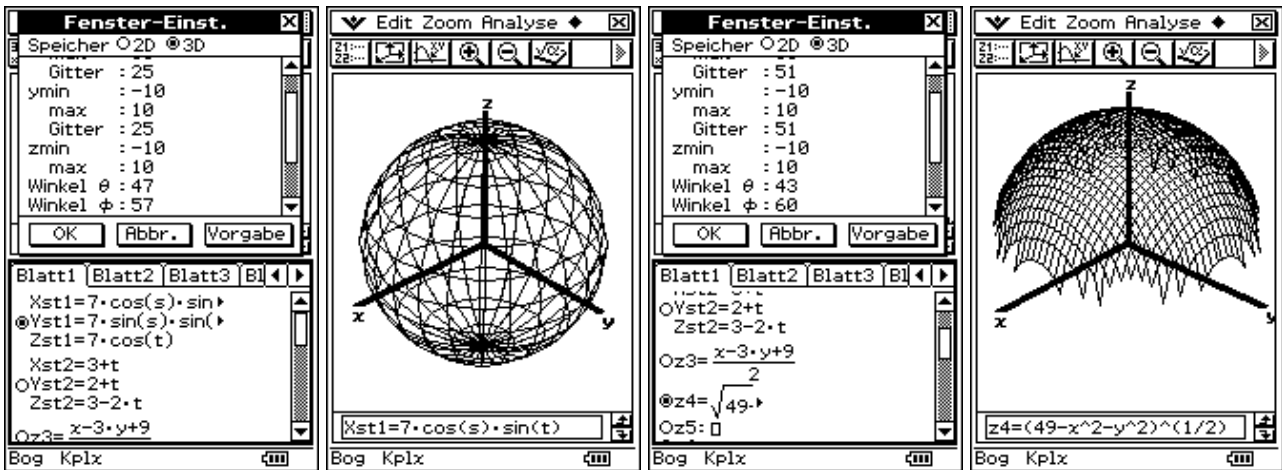 Fenster-Einst.
Speicher 2D 3D
Gitter :25
ymin :-10
max :10
Gitter :25
zmin :-10
max :10
Winkel θ :47
Winkel ϕ :57
OK Abbr. Vorgabe
Blatt1 Blatt2 Blatt3 Bl
Xst1=7·cos(s)·sin
Yst1=7·sin(s)·sin(
Zst1=7·cos(t)
Xst2=3+t
Yst2=2+t
Zst2=3-2·t
z3= x-3·y+9
Bog Kplx
Edit Zoom Analyse
z
x
y
Xst1=7·cos(s)·sin(t)
Bog Kplx
Fenster-Einst.
Speicher 2D 3D
Gitter :51
ymin :-10
max :10
Gitter :51
zmin :-10
max :10
Winkel θ :43
Winkel ϕ :60
OK Abbr. Vorgabe
Blatt1 Blatt2 Blatt3 Bl
Yst2=2+t
Zst2=3-2·t
z3= x-3·y+9
2
z4=√49-
z5:
Bog Kplx
Edit Zoom Analyse
z
x
y
z4=(49-x^2-y^2)^(1/2)
Bog Kplx